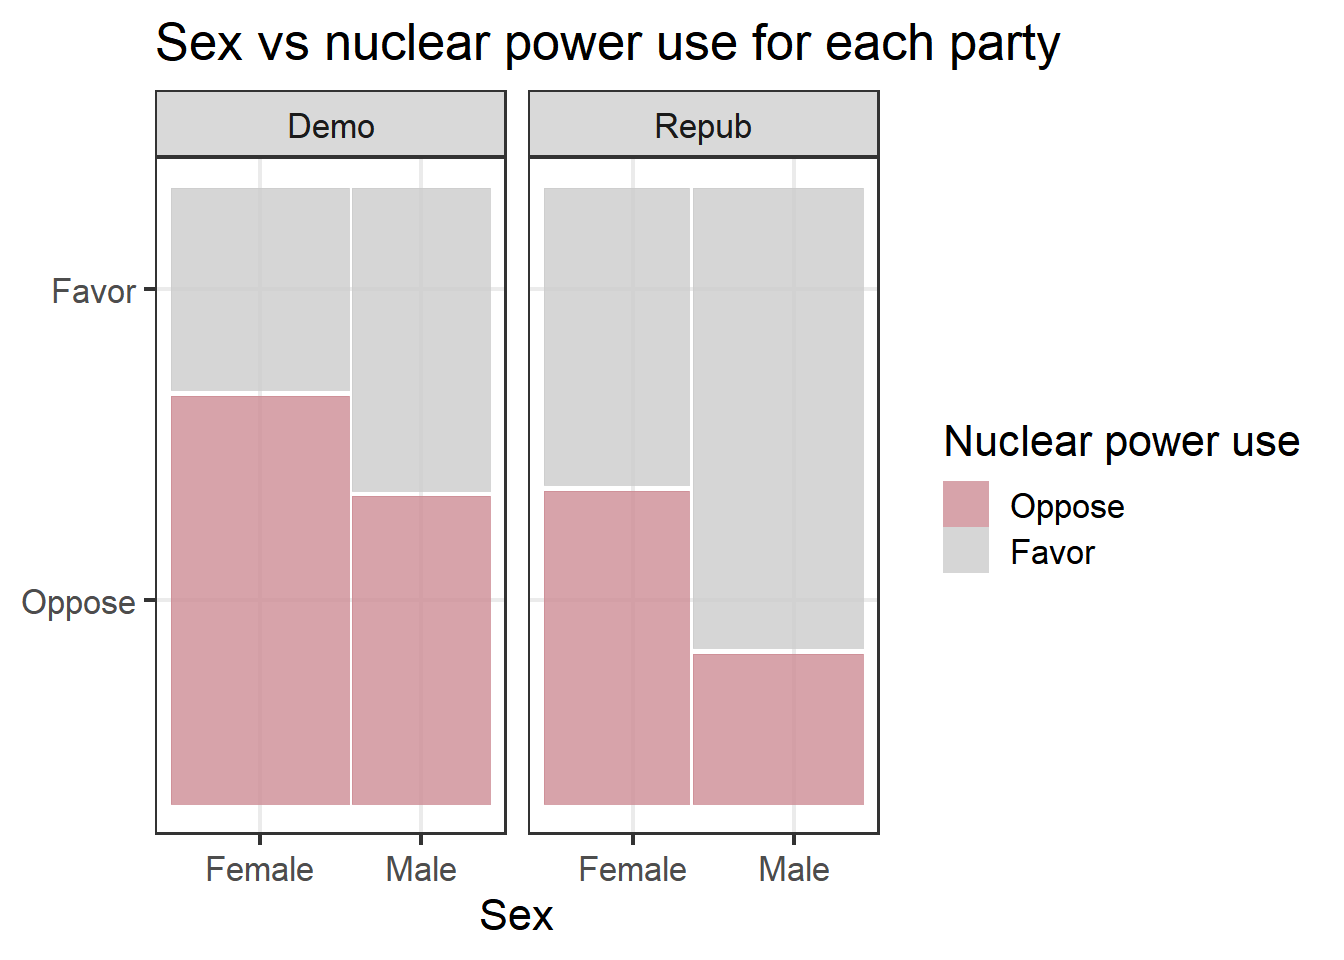 Sex vs nuclear power use for each party
Demo
Repub
Favor
Oppose
Female
Male
Female
Male
Sex
Nuclear power use
Oppose
Favor